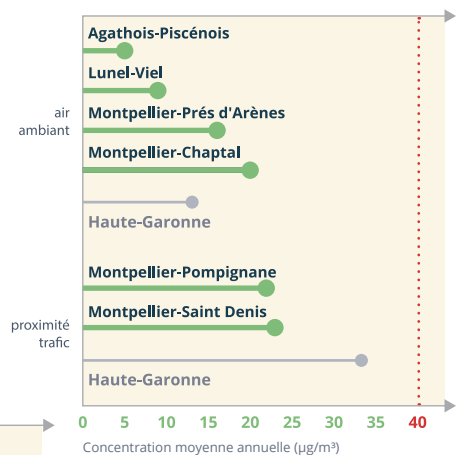 Agathois-Piscénois
Lunel-Viel
air
ambiant
Montpellier-Prés d'Arènes
Montpellier-Chaptal
Haute-Garonne
Montpellier-Pompignane
Montpellier-Saint Denis
proximité
trafic
Haute-Garonne
0 5 10 15 20 25 30 35 40
Concentration moyenne annuelle (µg/m³)